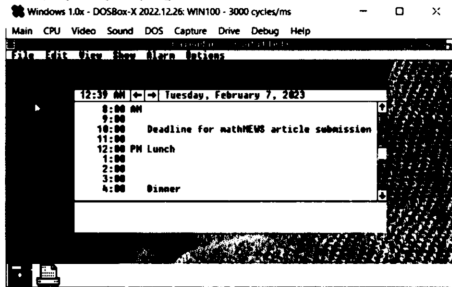 Windows 1.0x - DOSBox-X 2022.12.26: WIN100 - 3000 cycles/ms
Main CPU Video Sound DOS Capture Drive Debug Help
File Edit View Show Alarm Options
12:39 AM ← → Tuesday, February 7, 2023
8:00 AM
9:00
10:00 Deadline for mathNEWS article submission
11:00
12:00 PM Lunch
1:00
2:00
3:00
4:00 Dinner